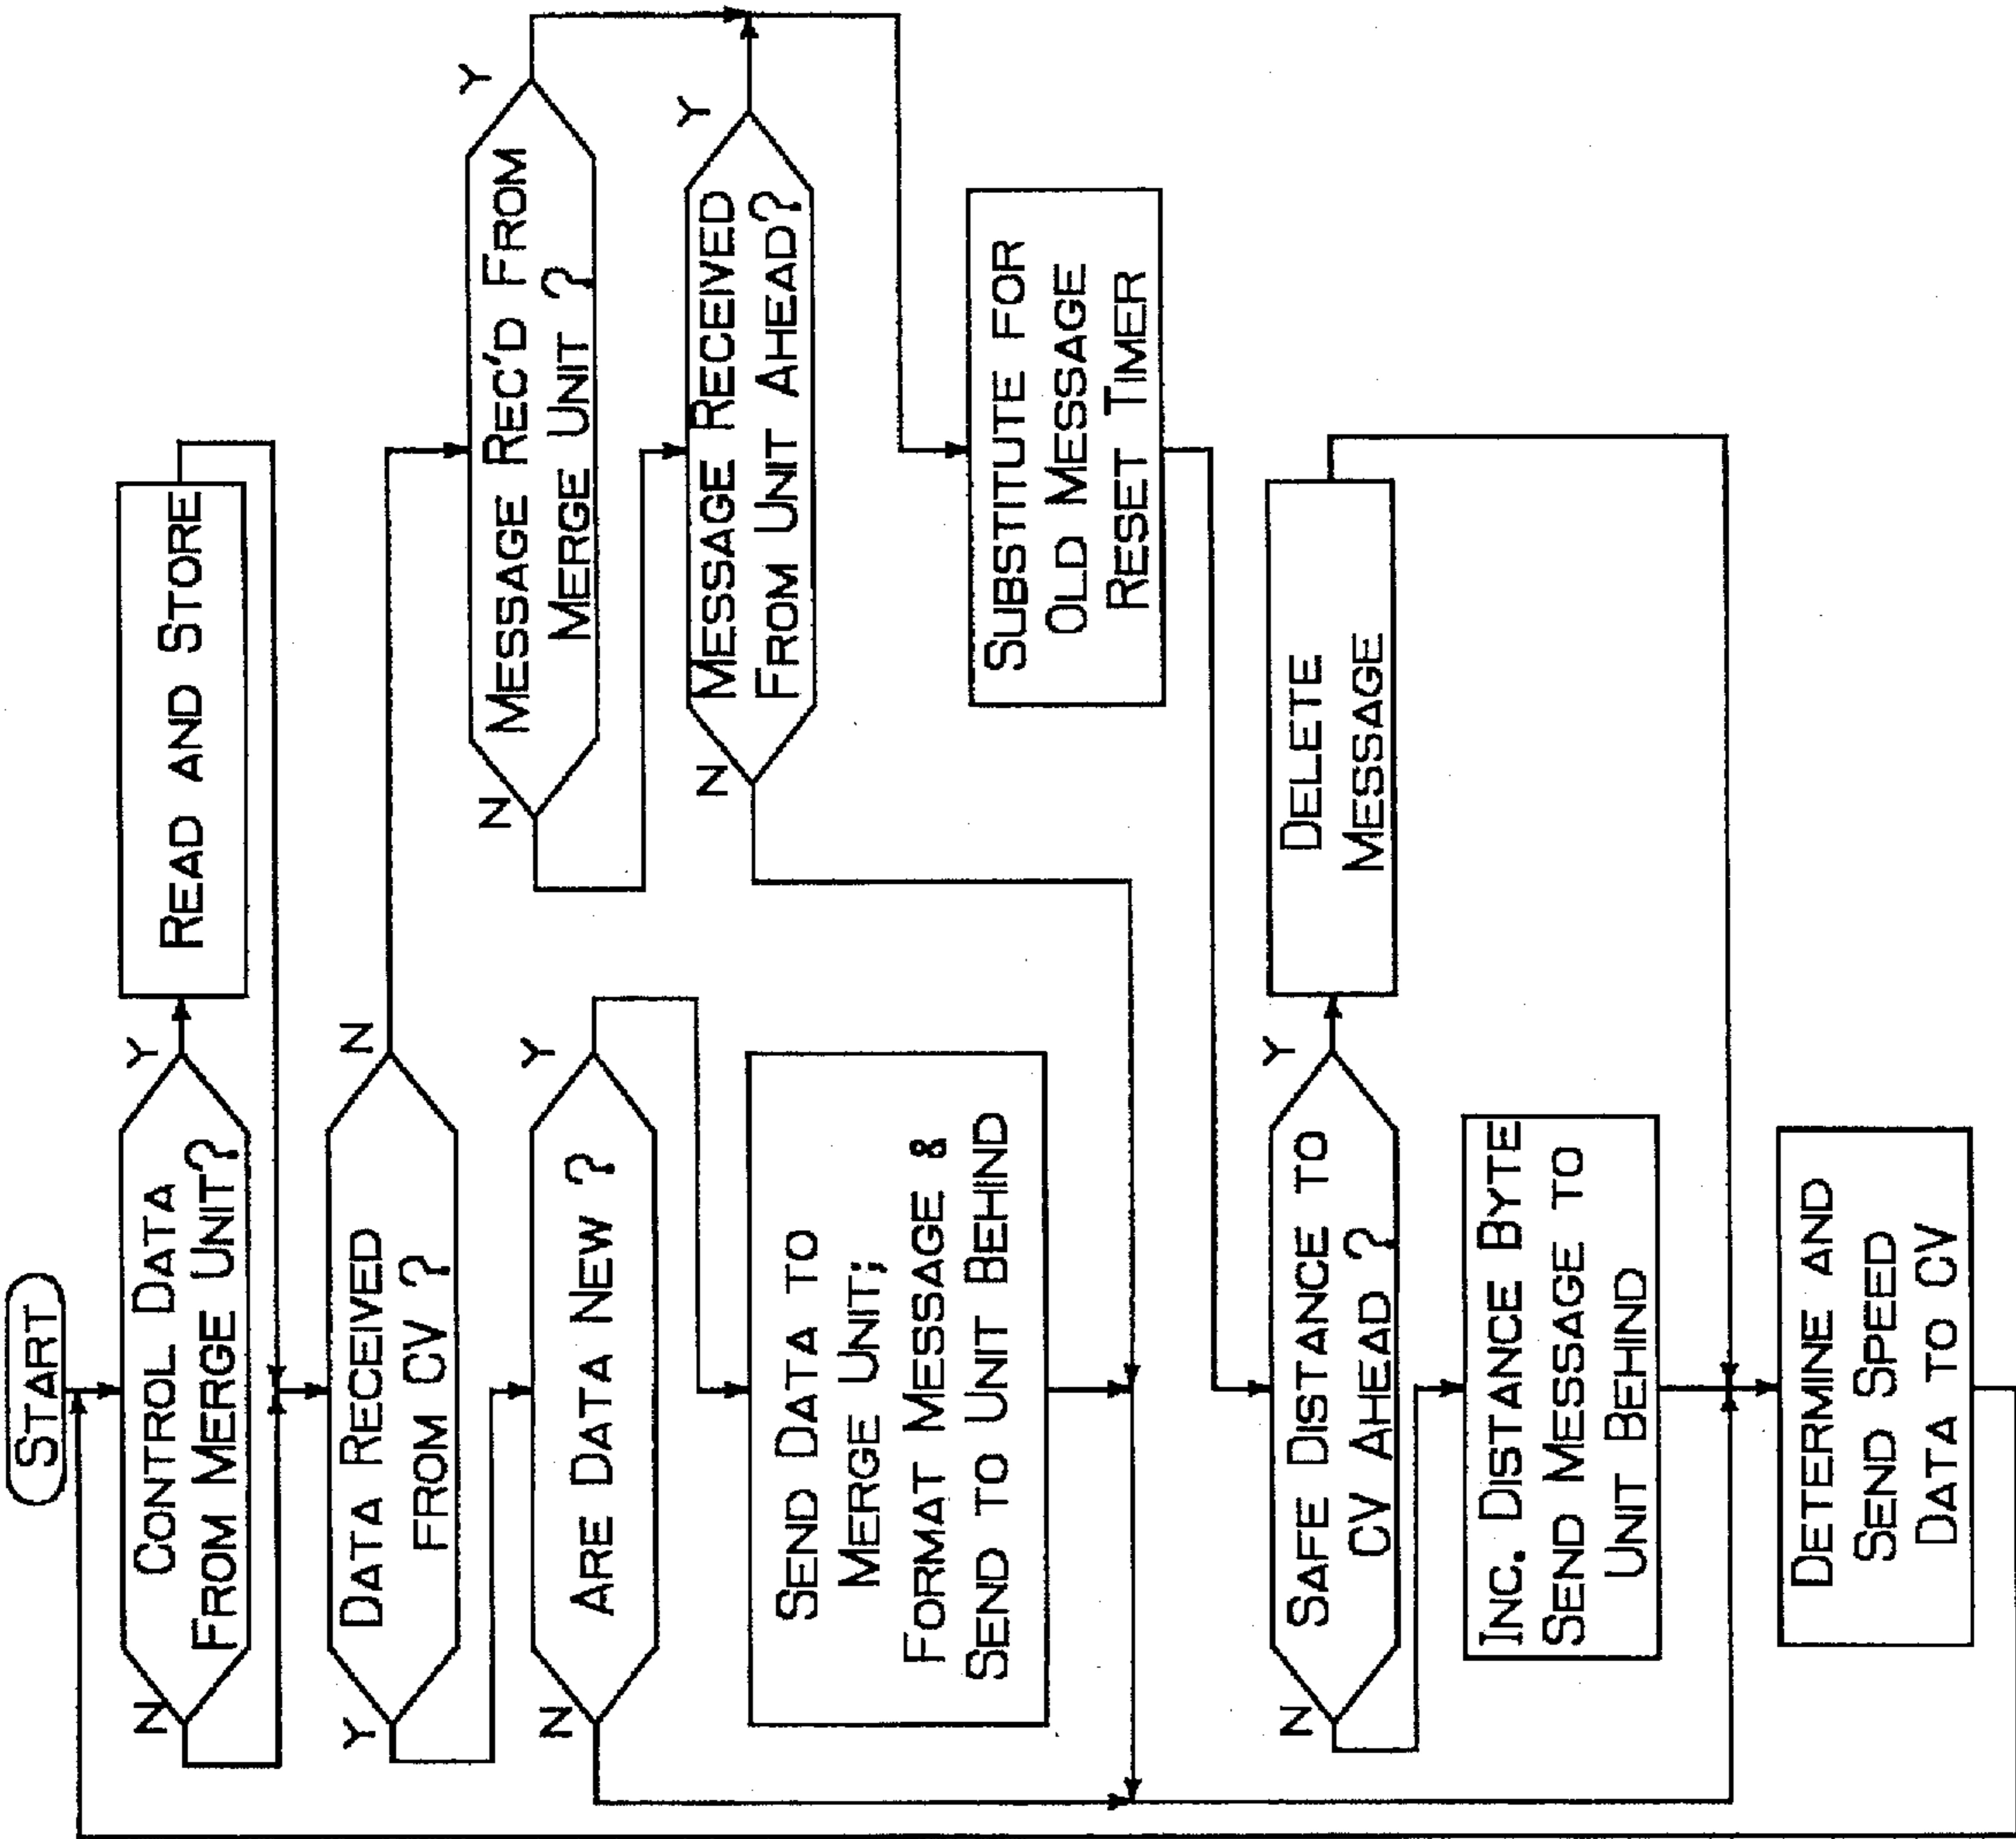 START
CONTROL DATA
FROM MERGE UNIT?
Y
N
READ AND STORE
DATA RECEIVED
FROM CV ?
N
Y
ARE DATA NEW ?
Y
N
MESSAGE REC'D FROM
MERGE UNIT ?
Y
N
MESSAGE RECEIVED
FROM UNIT AHEAD?
Y
N
SEND DATA TO
MERGE UNIT;
FORMAT MESSAGE &
SEND TO UNIT BEHIND
SUBSTITUTE FOR
OLD MESSAGE
RESET TIMER
SAFE DISTANCE TO
CV AHEAD ?
Y
N
DELETE
MESSAGE
INC. DISTANCE BYTE
SEND MESSAGE TO
UNIT BEHIND
DETERMINE AND
SEND SPEED
DATA TO CV